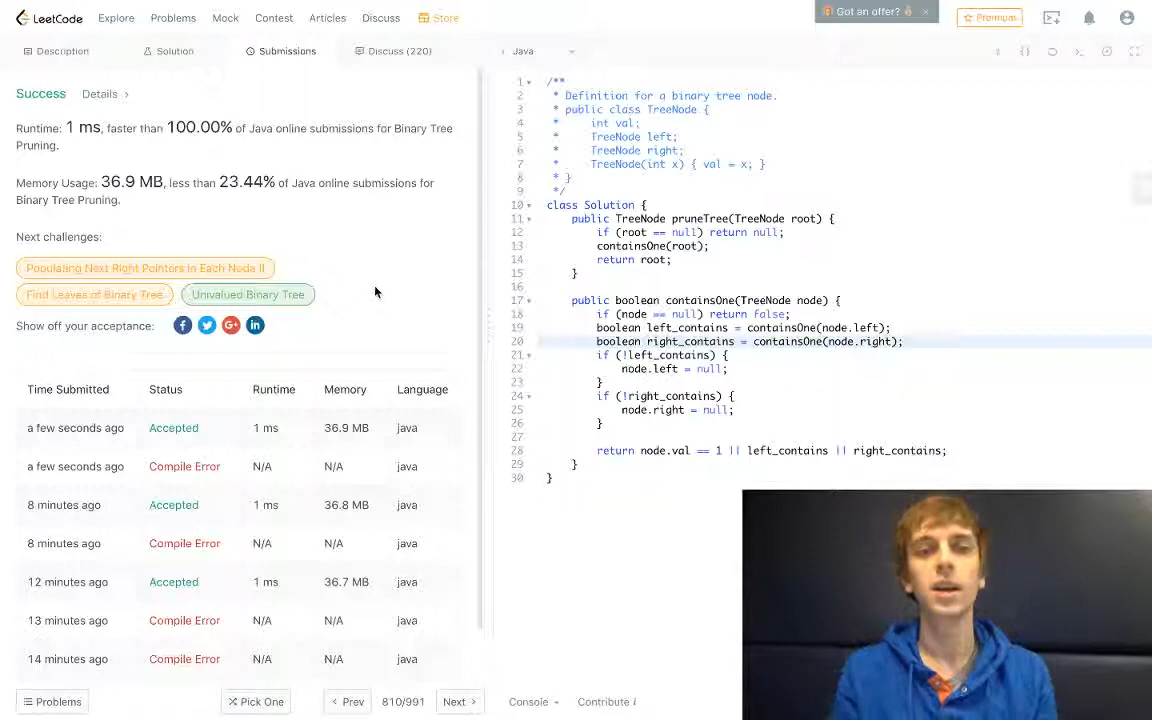 LeetCode Explore Problems Mock Contest Articles Discuss Store Got an offer? × Premium
Description Solution Submissions Discuss (220) Java
Success Details >
Runtime: 1 ms, faster than 100.00% of Java online submissions for Binary Tree
Pruning.
Memory Usage: 36.9 MB, less than 23.44% of Java online submissions for
Binary Tree Pruning.
Next challenges:
Populating Next Right Pointers in Each Node II
Find Leaves of Binary Tree Univalued Binary Tree
Show off your acceptance:
Time Submitted Status Runtime Memory Language
a few seconds ago Accepted 1 ms 36.9 MB java
a few seconds ago Compile Error N/A N/A java
8 minutes ago Accepted 1 ms 36.8 MB java
8 minutes ago Compile Error N/A N/A java
12 minutes ago Accepted 1 ms 36.7 MB java
13 minutes ago Compile Error N/A N/A java
14 minutes ago Compile Error N/A N/A java
Problems Pick One < Prev 810/991 Next > Console Contribute i
1 /**
2 * Definition for a binary tree node.
3 * public class TreeNode {
4 * int val;
5 * TreeNode left;
6 * TreeNode right;
7 * TreeNode(int x) { val = x; }
8 * }
9 */
10 class Solution {
11 public TreeNode pruneTree(TreeNode root) {
12 if (root == null) return null;
13 containsOne(root);
14 return root;
15 }
16
17 public boolean containsOne(TreeNode node) {
18 if (node == null) return false;
19 boolean left_contains = containsOne(node.left);
20 boolean right_contains = containsOne(node.right);
21 if (!left_contains) {
22 node.left = null;
23 }
24 if (!right_contains) {
25 node.right = null;
26 }
27
28 return node.val == 1 || left_contains || right_contains;
29 }
30 }